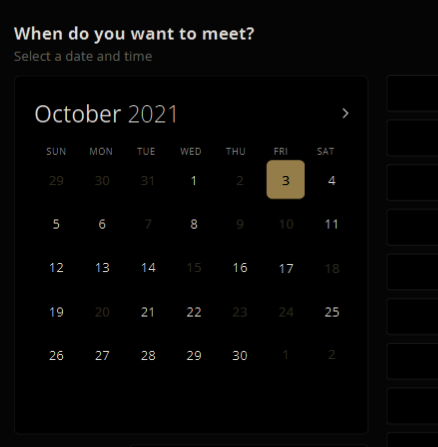 When do you want to meet?
Select a date and time
October 2021
SUN MON TUE WED THU FRI SAT
29 30 31 1 2 3 4
5 6 7 8 9 10 11
12 13 14 15 16 17 18
19 20 21 22 23 24 25
26 27 28 29 30 1 2